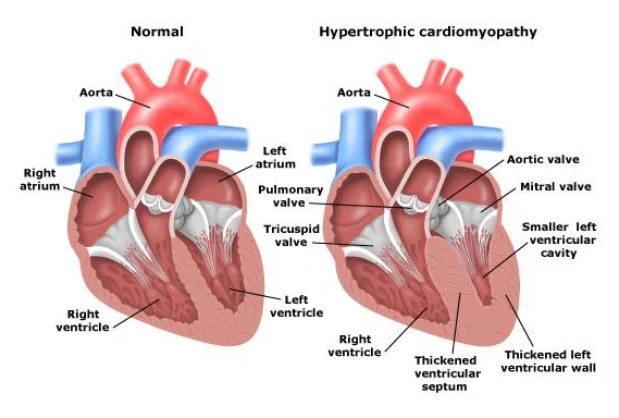 Normal
Hypertrophic cardiomyopathy
Aorta
Left
atrium
Right
atrium
Right
ventricle
Left
ventricle
Aorta
Pulmonary
valve
Tricuspid
valve
Right
ventricle
Aortic valve
Mitral valve
Smaller left
ventricular
cavity
Thickened
ventricular
septum
Thickened left
ventricular wall